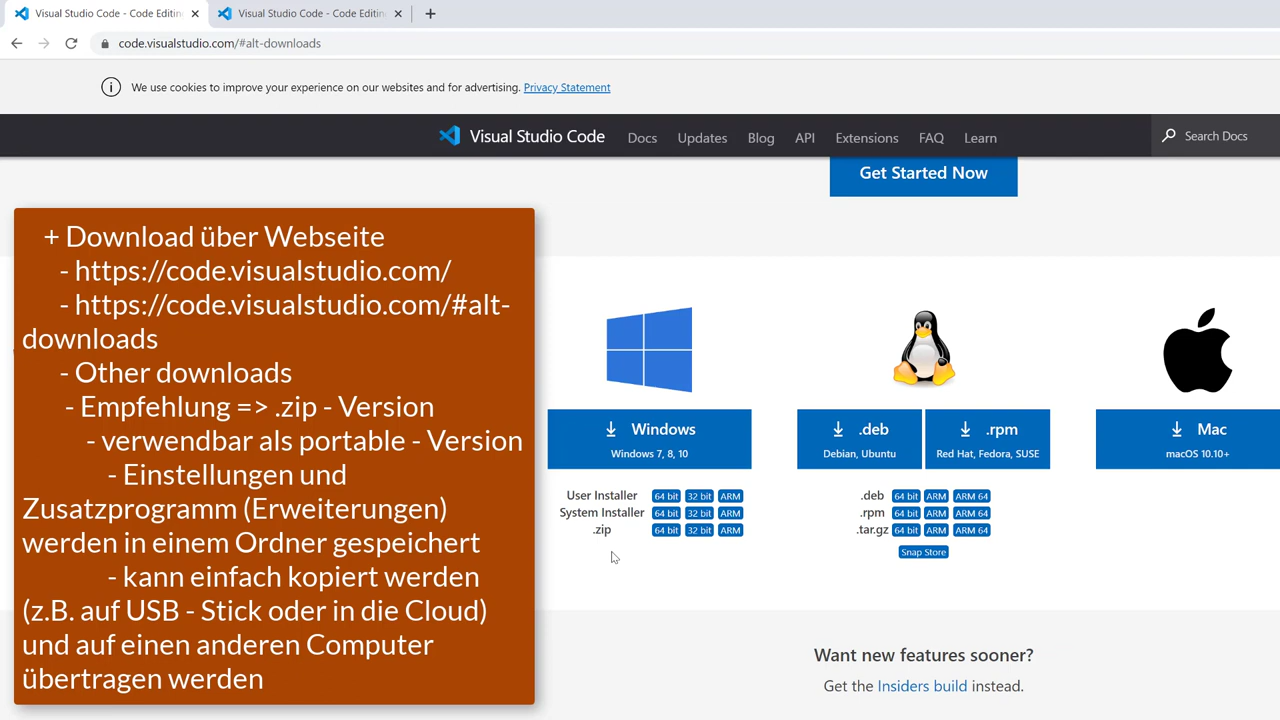 Visual Studio Code - Code Editin
Visual Studio Code - Code Editin
code.visualstudio.com/#alt-downloads
We use cookies to improve your experience on our websites and for advertising. Privacy Statement
Visual Studio Code Docs Updates Blog API Extensions FAQ Learn Search Docs
Get Started Now
+ Download über Webseite
- https://code.visualstudio.com/
- https://code.visualstudio.com/#alt-
downloads
- Other downloads
- Empfehlung => .zip - Version
- verwendbar als portable - Version
- Einstellungen und
Zusatzprogramm (Erweiterungen)
werden in einem Ordner gespeichert
- kann einfach kopiert werden
(z.B. auf USB - Stick oder in die Cloud)
und auf einen anderen Computer
übertragen werden
Windows
Windows 7, 8, 10
User Installer 64 bit 32 bit ARM
System Installer 64 bit 32 bit ARM
.zip 64 bit 32 bit ARM
.deb
Debian, Ubuntu
.rpm
Red Hat, Fedora, SUSE
.deb 64 bit ARM ARM 64
.rpm 64 bit ARM ARM 64
.tar.gz 64 bit ARM ARM 64
Snap Store
Mac
macOS 10.10+
Want new features sooner?
Get the Insiders build instead.